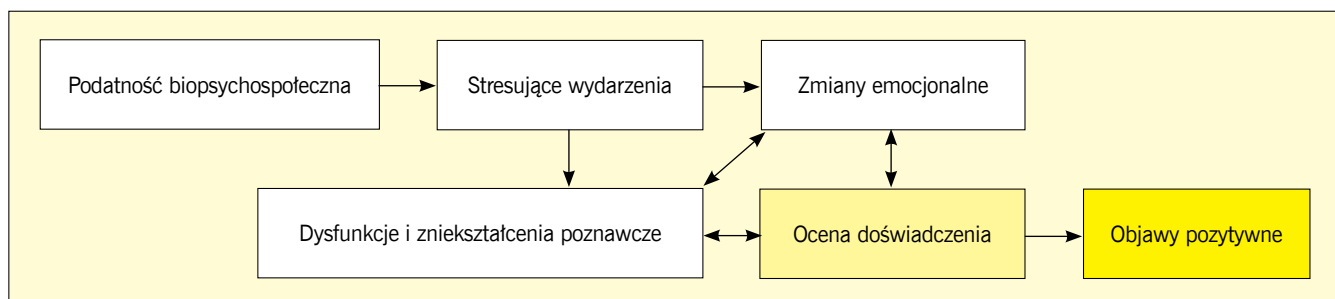 Podatność biopsychospołeczna
Stresujące wydarzenia
Zmiany emocjonalne
Dysfunkcje i zniekształcenia poznawcze
Ocena doświadczenia
Objawy pozytywne